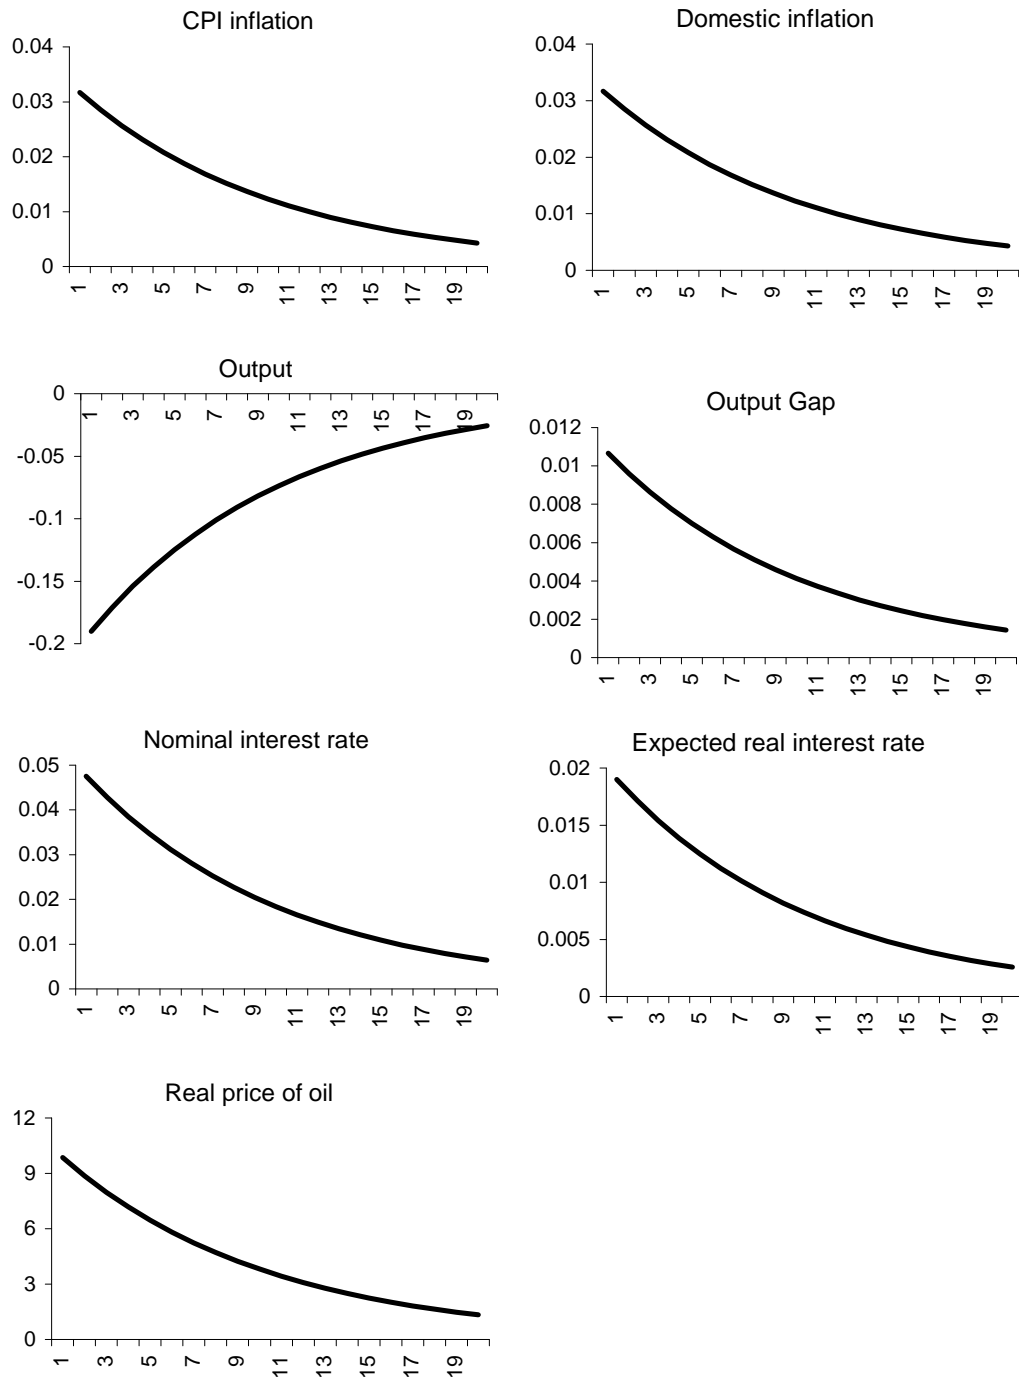 CPI inflation
0.04
0.03
0.02
0.01
0
1 3 5 7 9 11 13 15 17 19
Domestic inflation
0.04
0.03
0.02
0.01
0
1 3 5 7 9 11 13 15 17 19
Output
0
-0.05
-0.1
-0.15
-0.2
1 3 5 7 9 11 13 15 17 19
Output Gap
0.012
0.01
0.008
0.006
0.004
0.002
0
1 3 5 7 9 11 13 15 17 19
Nominal interest rate
0.05
0.04
0.03
0.02
0.01
0
1 3 5 7 9 11 13 15 17 19
Expected real interest rate
0.02
0.015
0.01
0.005
0
1 3 5 7 9 11 13 15 17 19
Real price of oil
12
9
6
3
0
1 3 5 7 9 11 13 15 17 19